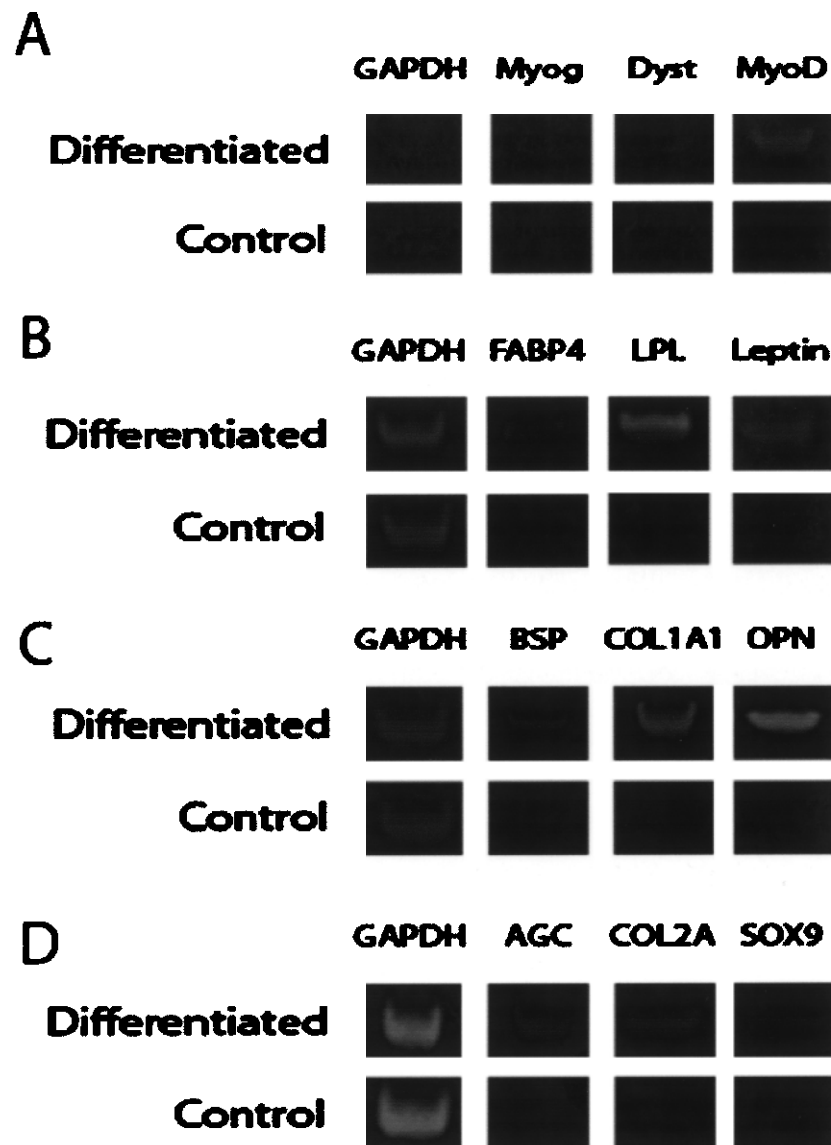 A
GAPDH Myog Dyst MyoD
Differentiated
Control
B
GAPDH FABP4 LPL Leptin
Differentiated
Control
C
GAPDH BSP COL1A1 OPN
Differentiated
Control
D
GAPDH AGC COL2A SOX9
Differentiated
Control